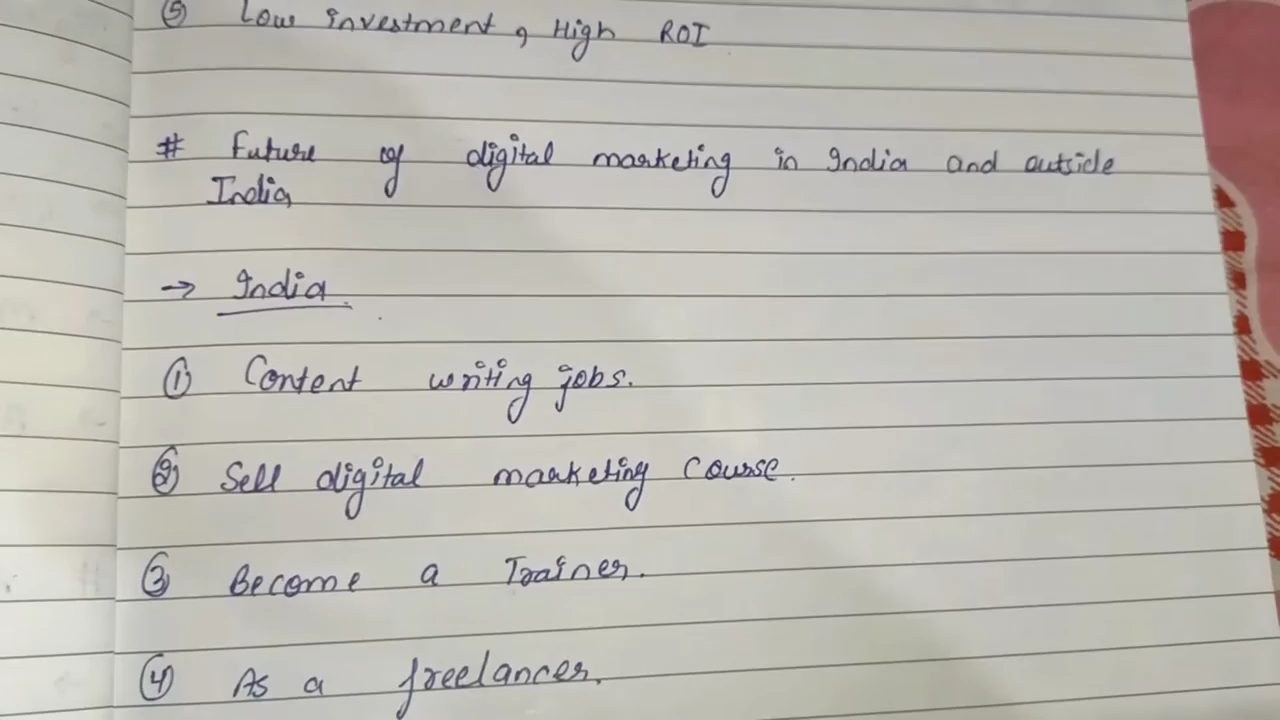 ⑤ Low investment, High ROI
# Future of digital marketing in India and outside
India
→ India.
① Content writing jobs.
② Sell digital marketing Course.
③ Become a Trainer.
④ As a freelancer.